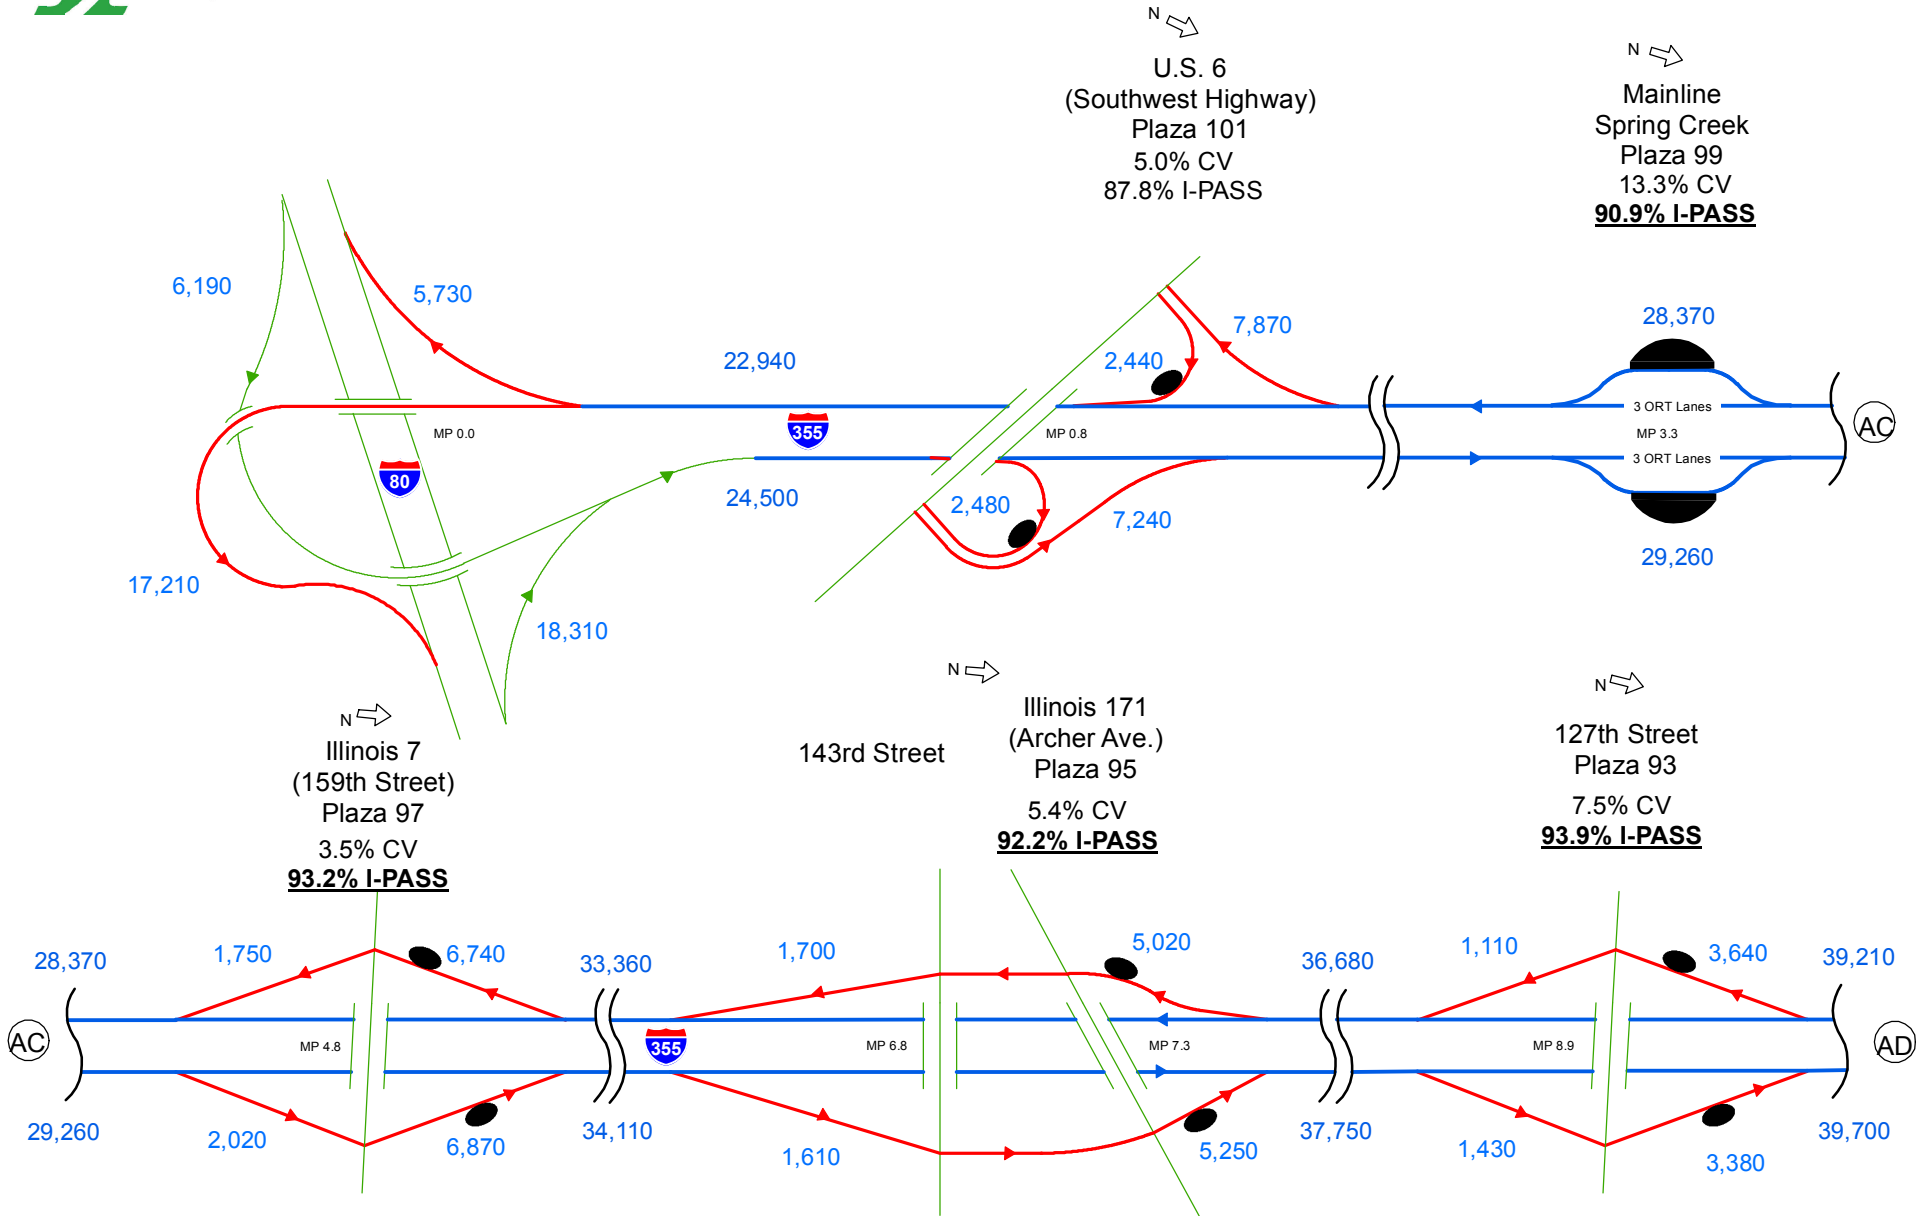 N
U.S. 6
(Southwest Highway)
Plaza 101
5.0% CV
87.8% I-PASS
N
Mainline
Spring Creek
Plaza 99
13.3% CV
90.9% I-PASS
6,190
5,730
22,940
2,440
7,870
28,370
MP 0.0
355
MP 0.8
3 ORT Lanes
MP 3.3
3 ORT Lanes
AC
80
24,500
2,480
7,240
29,260
17,210
18,310
N
Illinois 7
(159th Street)
Plaza 97
3.5% CV
93.2% I-PASS
143rd Street
N
Illinois 171
(Archer Ave.)
Plaza 95
5.4% CV
92.2% I-PASS
N
127th Street
Plaza 93
7.5% CV
93.9% I-PASS
28,370
1,750
6,740
33,360
1,700
5,020
36,680
1,110
3,640
39,210
AC
MP 4.8
355
MP 6.8
MP 7.3
MP 8.9
AD
29,260
2,020
6,870
34,110
1,610
5,250
37,750
1,430
3,380
39,700